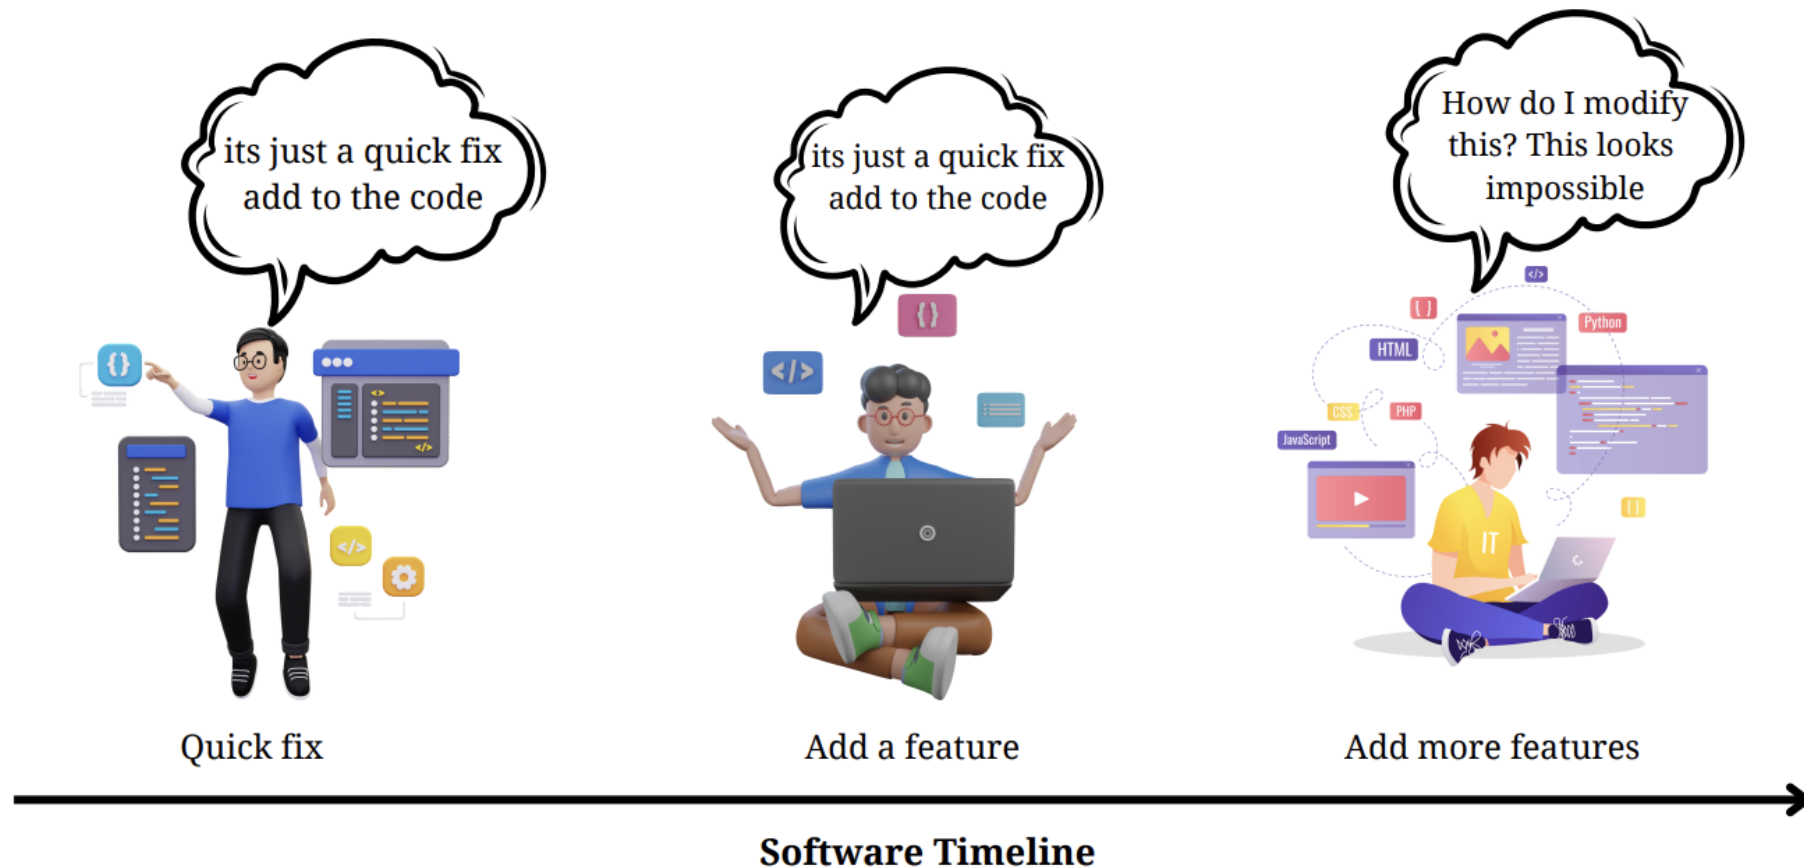 its just a quick fix
add to the code
its just a quick fix
add to the code
How do I modify
this? This looks
impossible
{}
</>
</>
{}
</>
</>
{ }
Python
HTML
CSS
PHP
JavaScript
[ ]
IT
Quick fix
Add a feature
Add more features
Software Timeline